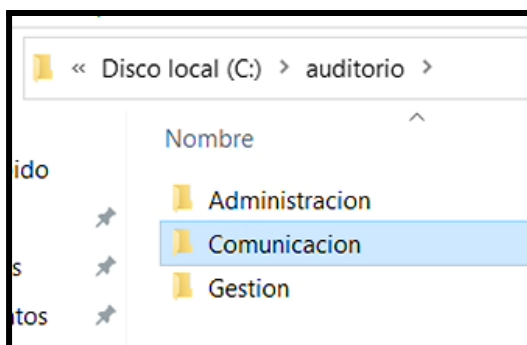 « Disco local (C:) > auditorio >
Nombre
ido
Administracion
s
Comunicacion
tos
Gestion